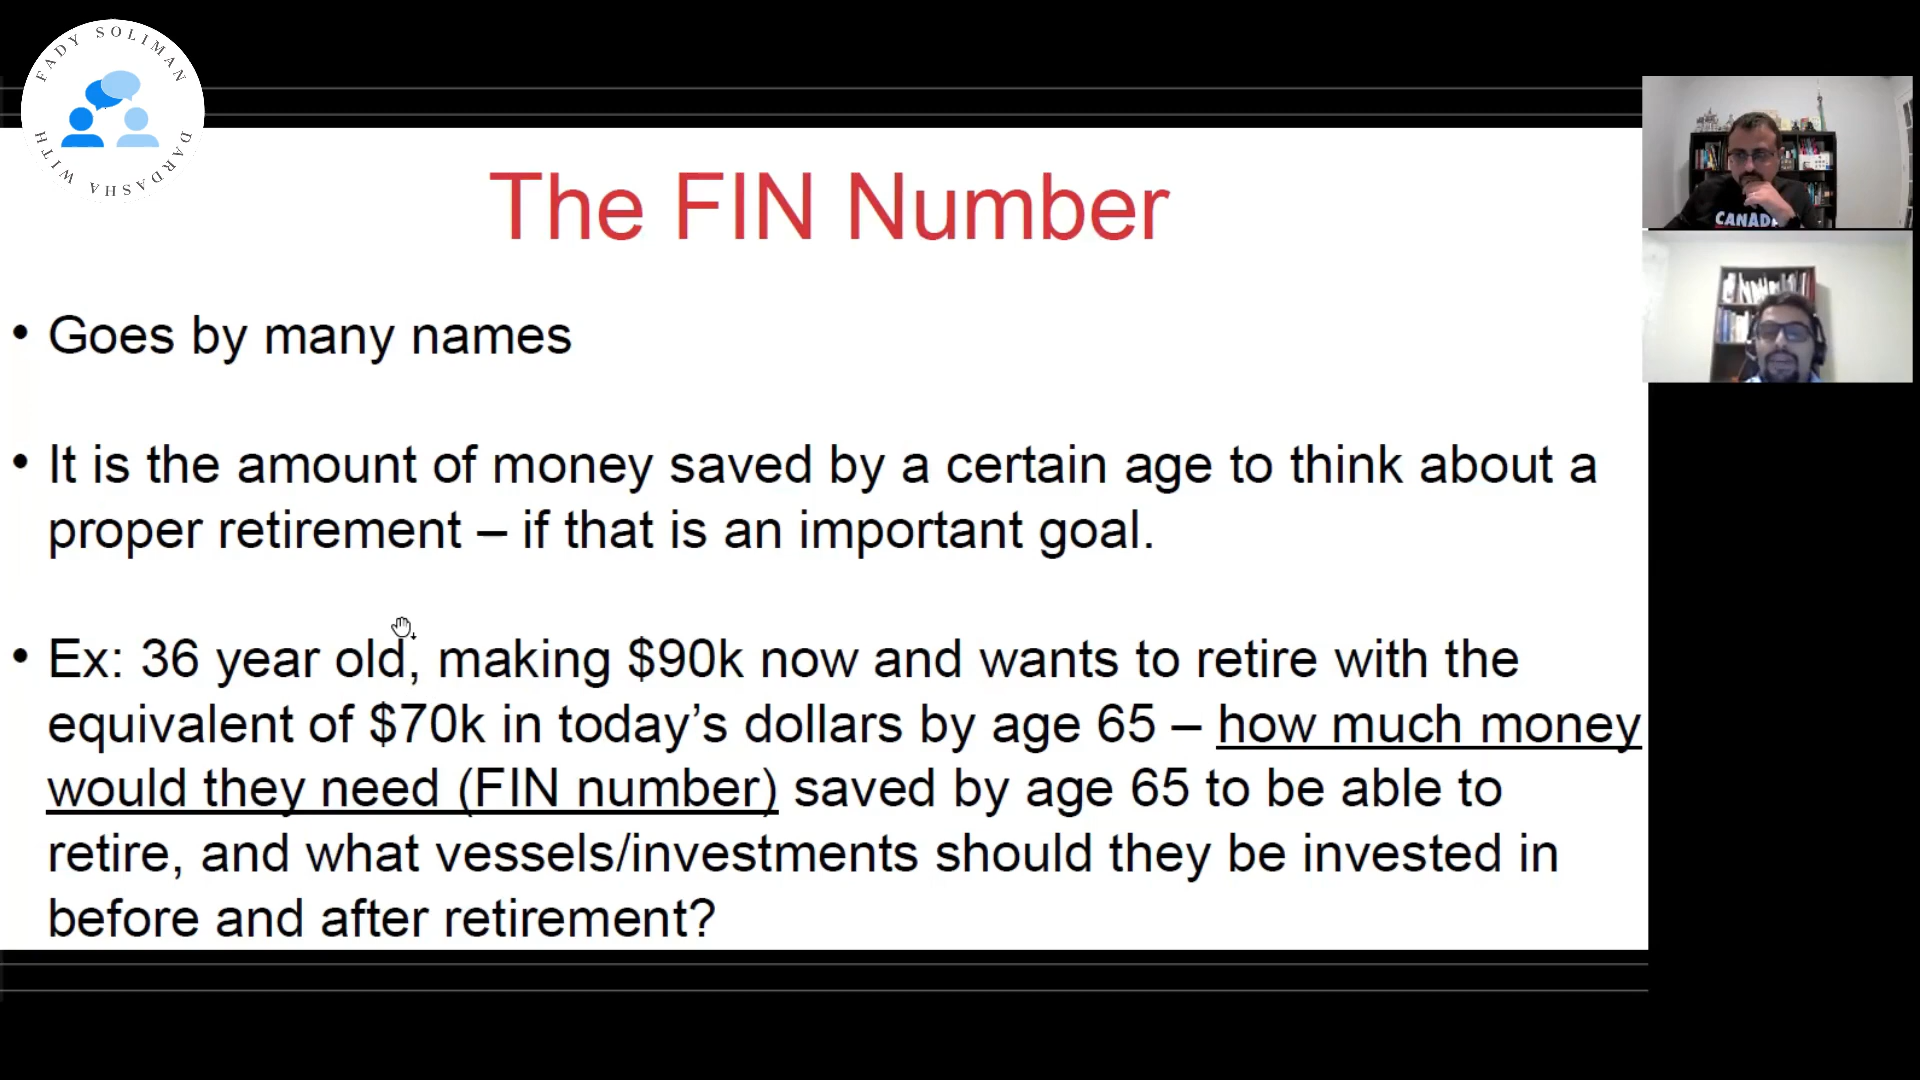 FADY SOLIMAN
DARDASHA WITH
The FIN Number
• Goes by many names
• It is the amount of money saved by a certain age to think about a
proper retirement – if that is an important goal.
• Ex: 36 year old, making $90k now and wants to retire with the
equivalent of $70k in today’s dollars by age 65 – how much money
would they need (FIN number) saved by age 65 to be able to
retire, and what vessels/investments should they be invested in
before and after retirement?
CANADA